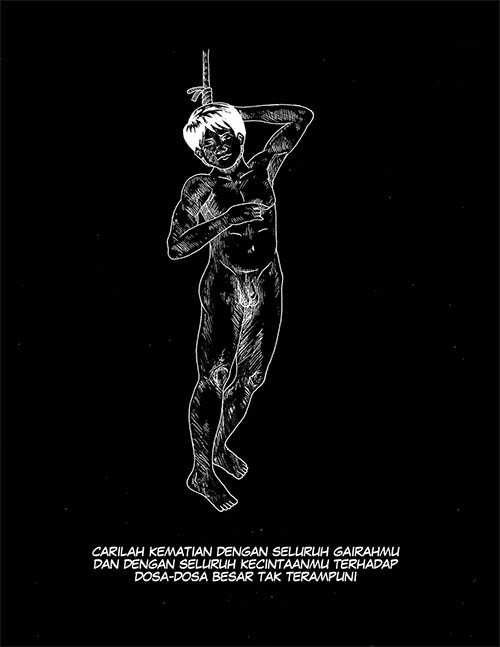 CARILAH KEMATIAN DENGAN SELURUH GAIRAHMU
DAN DENGAN SELURUH KECINTAANMU TERHADAP
DOSA-DOSA BESAR TAK TERAMPUNI